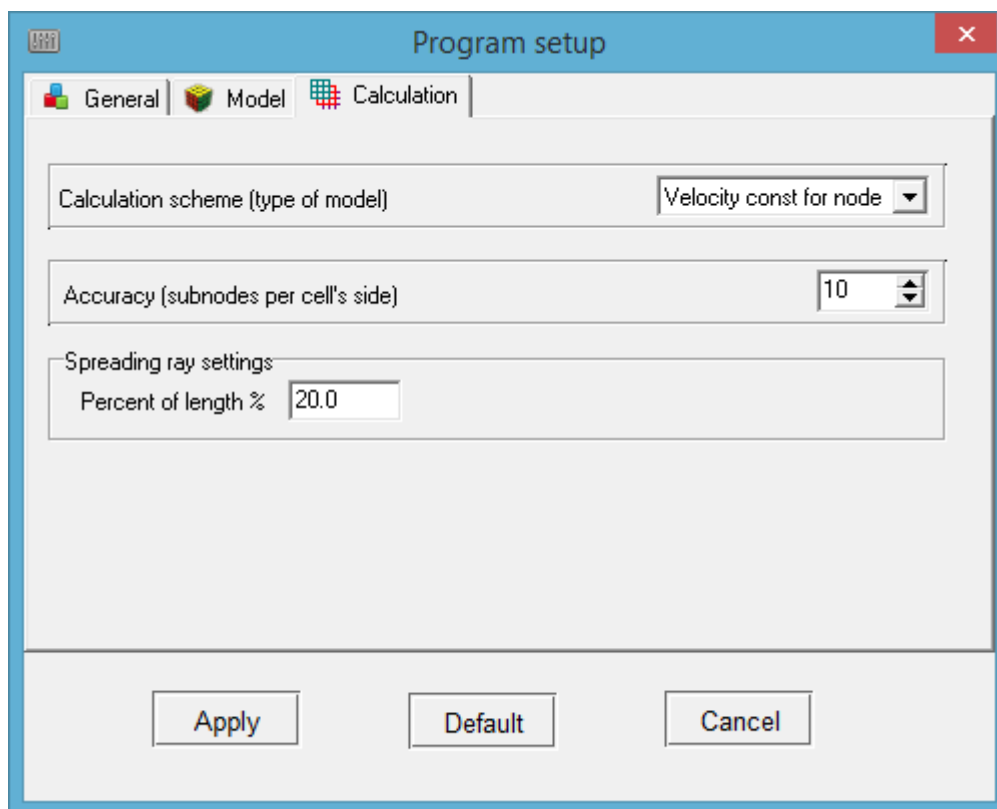 Program setup
General Model Calculation
Calculation scheme (type of model) Velocity const for node
Accuracy (subnodes per cell's side) 10
Spreading ray settings
Percent of length % 20.0
Apply Default Cancel